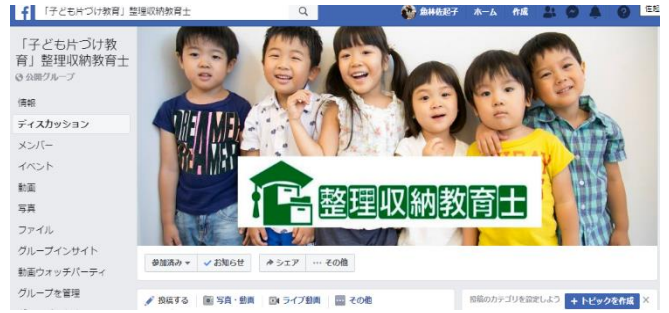 「子ども片づけ教育」整理収納教育士
魚林佐起子
ホーム
作成
佐起
「子ども片づけ教
育」整理収納教育士
公開グループ
情報
ディスカッション
メンバー
イベント
動画
写真
ファイル
グループインサイト
動画ウォッチパーティ
グループを管理
DREAMER
整理収納教育士
参加済み
お知らせ
シェア
その他
投稿する
写真・動画
ライブ動画
その他
投稿のカテゴリを設定しよう
+ トピックを作成